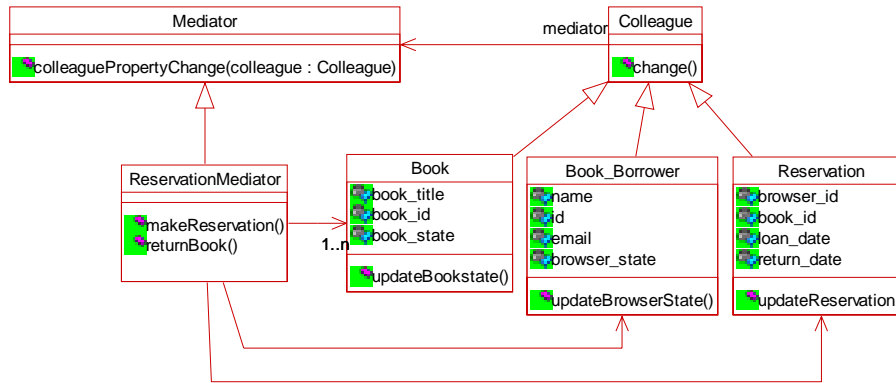 Mediator
colleaguePropertyChange(colleague : Colleague)
mediator
Colleague
change()
ReservationMediator
makeReservation()
returnBook()
1..n
Book
book_title
book_id
book_state
updateBookstate()
Book_Borrower
name
id
email
browser_state
updateBrowserState()
Reservation
browser_id
book_id
loan_date
return_date
updateReservation